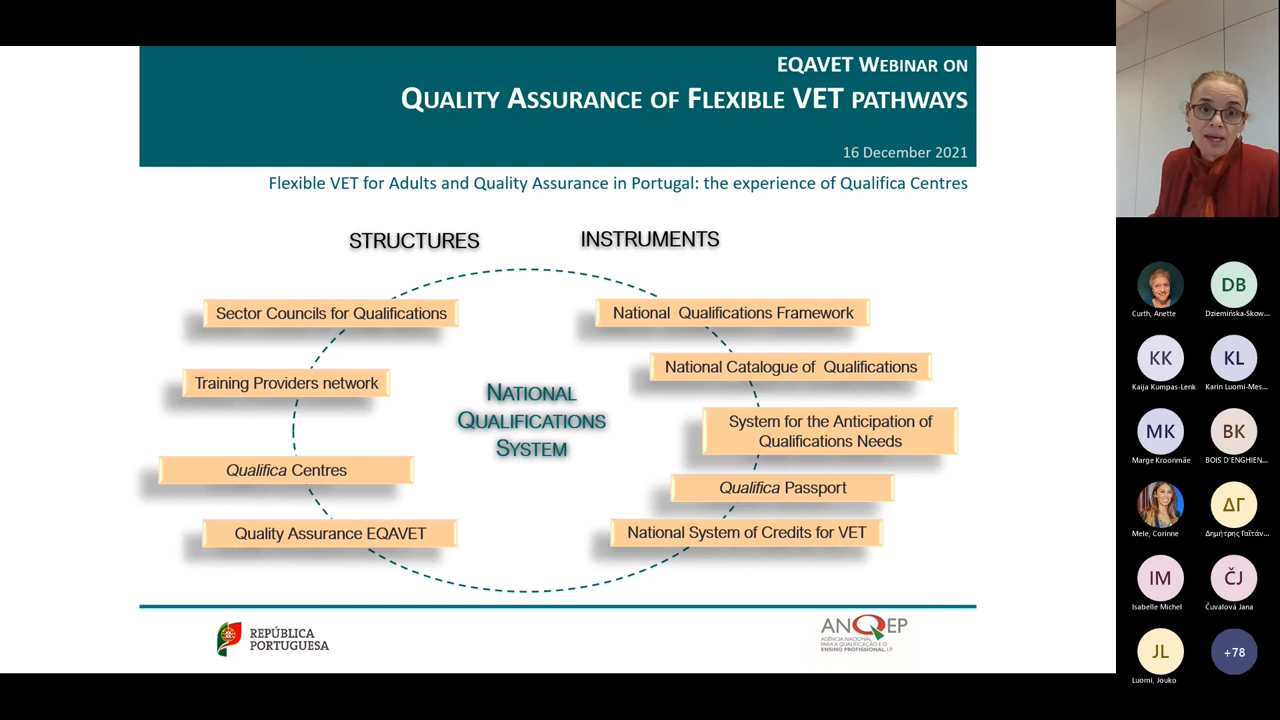 EQAVET WEBINAR ON
QUALITY ASSURANCE OF FLEXIBLE VET PATHWAYS
16 December 2021
Flexible VET for Adults and Quality Assurance in Portugal: the experience of Qualifica Centres
STRUCTURES
INSTRUMENTS
Sector Councils for Qualifications
Training Providers network
Qualifica Centres
Quality Assurance EQAVET
NATIONAL
QUALIFICATIONS
SYSTEM
National Qualifications Framework
National Catalogue of Qualifications
System for the Anticipation of
Qualifications Needs
Qualifica Passport
National System of Credits for VET
REPÚBLICA
PORTUGUESA
ANQEP
AGÊNCIA NACIONAL
PARA A QUALIFICAÇÃO E O
ENSINO PROFISSIONAL, I.P.
Curth, Anette
DB
Dziemińska-Skow...
KK
Kaija Kumpas-Lenk
KL
Karin Luomi-Mes...
MK
Marge Kroonmäe
BK
BOIS D'ENGHIEN...
Mele, Corinne
ΔΓ
Δημήτρης Γαϊτάν...
IM
Isabelle Michel
ČJ
Čuvalová Jana
JL
Luomi, Jouko
+78